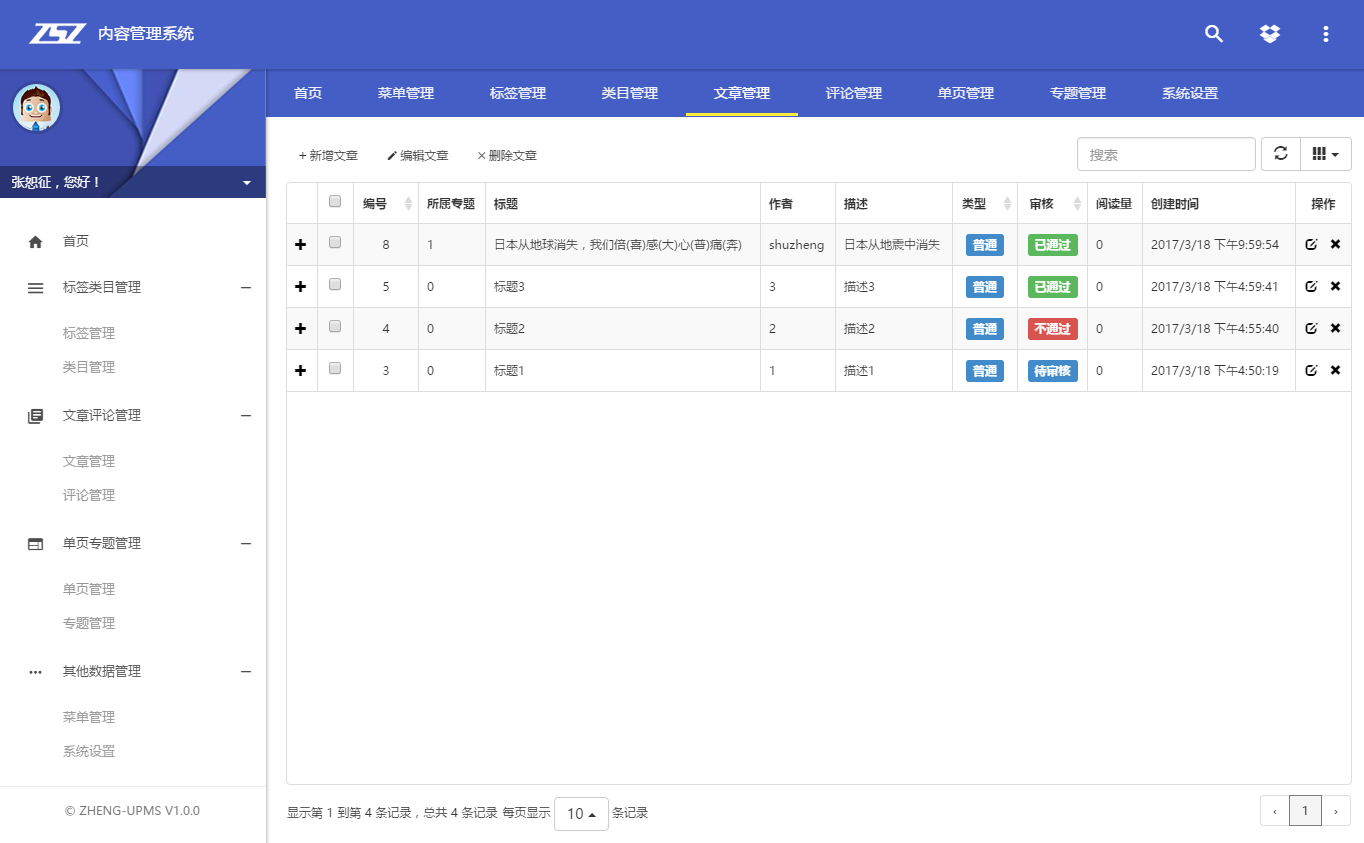 ZSZ 内容管理系统
首页 菜单管理 标签管理 类目管理 文章管理 评论管理 单页管理 专题管理 系统设置
张恕征，您好！
首页
标签类目管理
标签管理
类目管理
文章评论管理
文章管理
评论管理
单页专题管理
单页管理
专题管理
其他数据管理
菜单管理
系统设置
© ZHENG-UPMS V1.0.0
+ 新增文章 编辑文章 × 删除文章 搜索
编号 所属专题 标题 作者 描述 类型 审核 阅读量 创建时间 操作
8 1 日本从地球消失，我们倍(喜)感(大)心(普)痛(奔) shuzheng 日本从地震中消失 普通 已通过 0 2017/3/18 下午9:59:54
5 0 标题3 3 描述3 普通 已通过 0 2017/3/18 下午4:59:41
4 0 标题2 2 描述2 普通 不通过 0 2017/3/18 下午4:55:40
3 0 标题1 1 描述1 普通 待审核 0 2017/3/18 下午4:50:19
显示第 1 到第 4 条记录，总共 4 条记录 每页显示 10 条记录 ‹ 1 ›